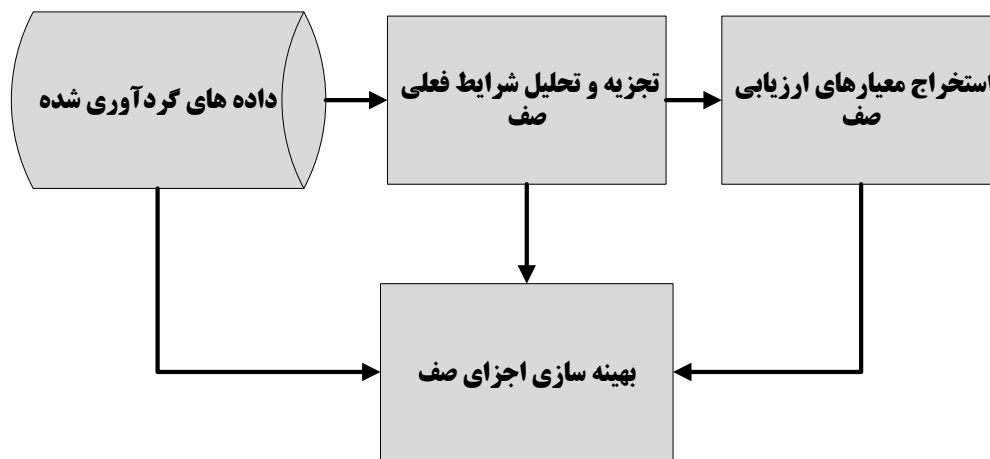 داده های گردآوری شده
تجزیه و تحلیل شرایط فعلی
صف
استخراج معیارهای ارزیابی
صف
بهینه سازی اجزای صف